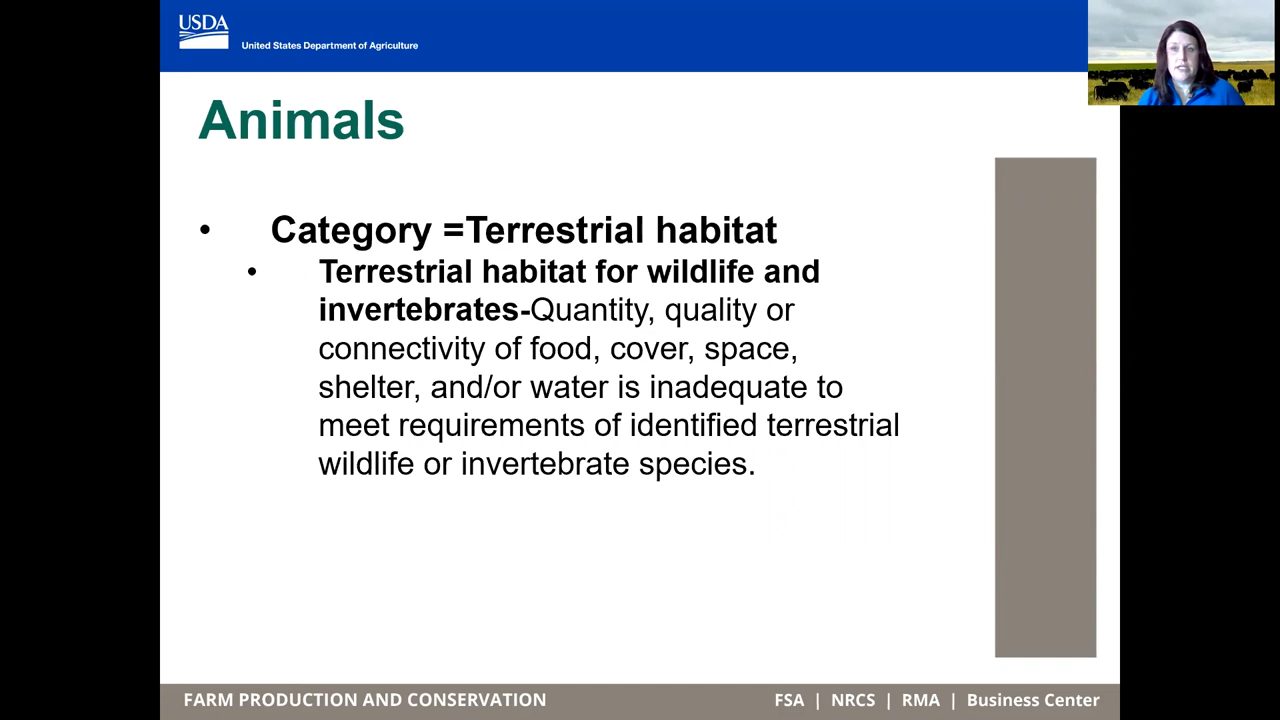 USDA
United States Department of Agriculture
Animals
• Category =Terrestrial habitat
• Terrestrial habitat for wildlife and
invertebrates-Quantity, quality or
connectivity of food, cover, space,
shelter, and/or water is inadequate to
meet requirements of identified terrestrial
wildlife or invertebrate species.
FARM PRODUCTION AND CONSERVATION
FSA | NRCS | RMA | Business Center